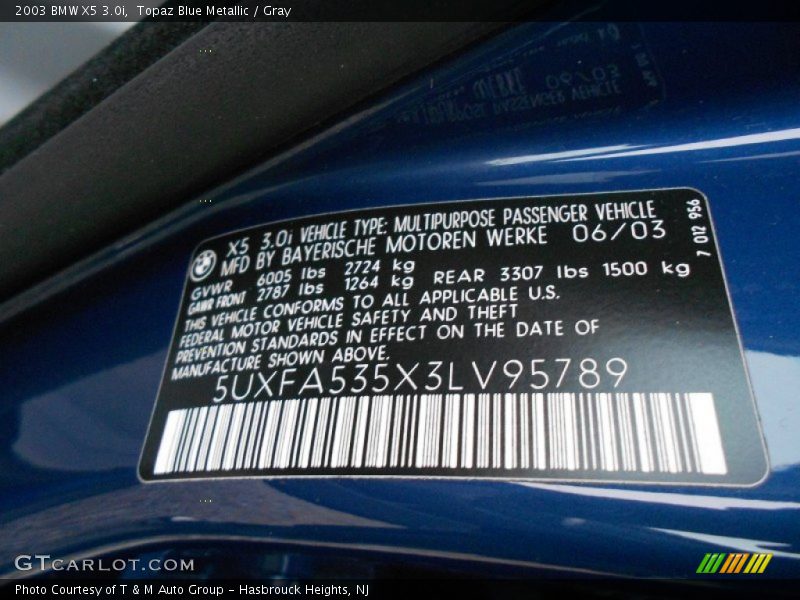 2003 BMW X5 3.0i, Topaz Blue Metallic / Gray
X5 3.0i VEHICLE TYPE: MULTIPURPOSE PASSENGER VEHICLE
MFD BY BAYERISCHE MOTOREN WERKE 06/03
GVWR 6005 lbs 2724 kg
GAWR FRONT 2787 lbs 1264 kg REAR 3307 lbs 1500 kg
THIS VEHICLE CONFORMS TO ALL APPLICABLE U.S.
FEDERAL MOTOR VEHICLE SAFETY AND THEFT
PREVENTION STANDARDS IN EFFECT ON THE DATE OF
MANUFACTURE SHOWN ABOVE.
5UXFA535X3LV95789
7 012 956
GTCARLOT.COM
Photo Courtesy of T & M Auto Group - Hasbrouck Heights, NJ